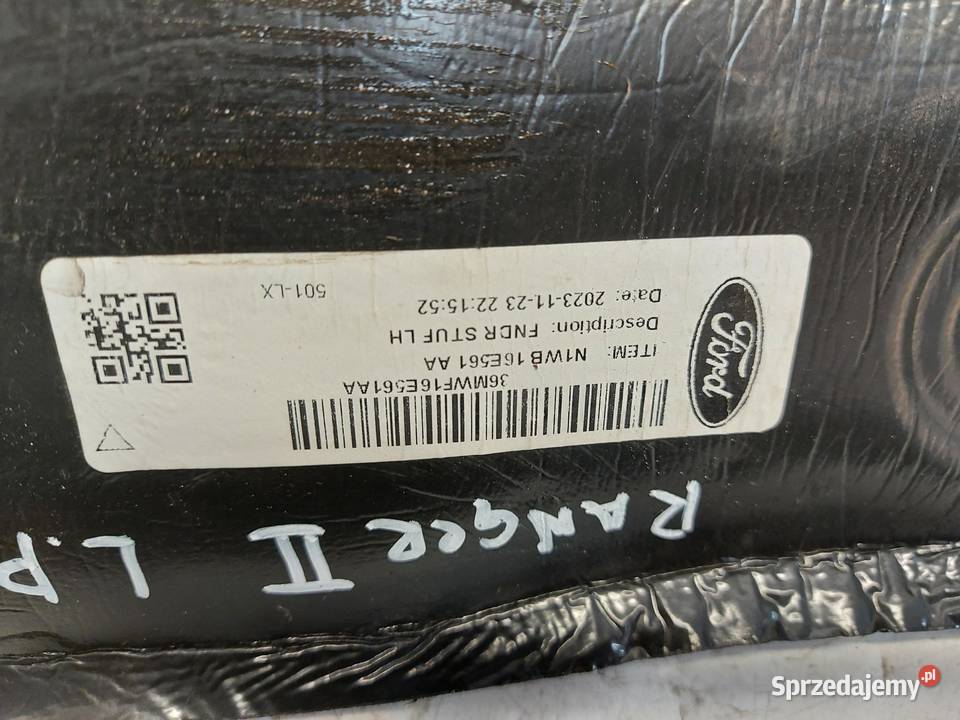 Ford
36MWF16E561AA
ITEM: N1WB 16E561 AA
Description: FNDR STUF LH
Date: 2023-11-23 22:15:52
501-LX
RANGER II L.P
Sprzedajemy.pl